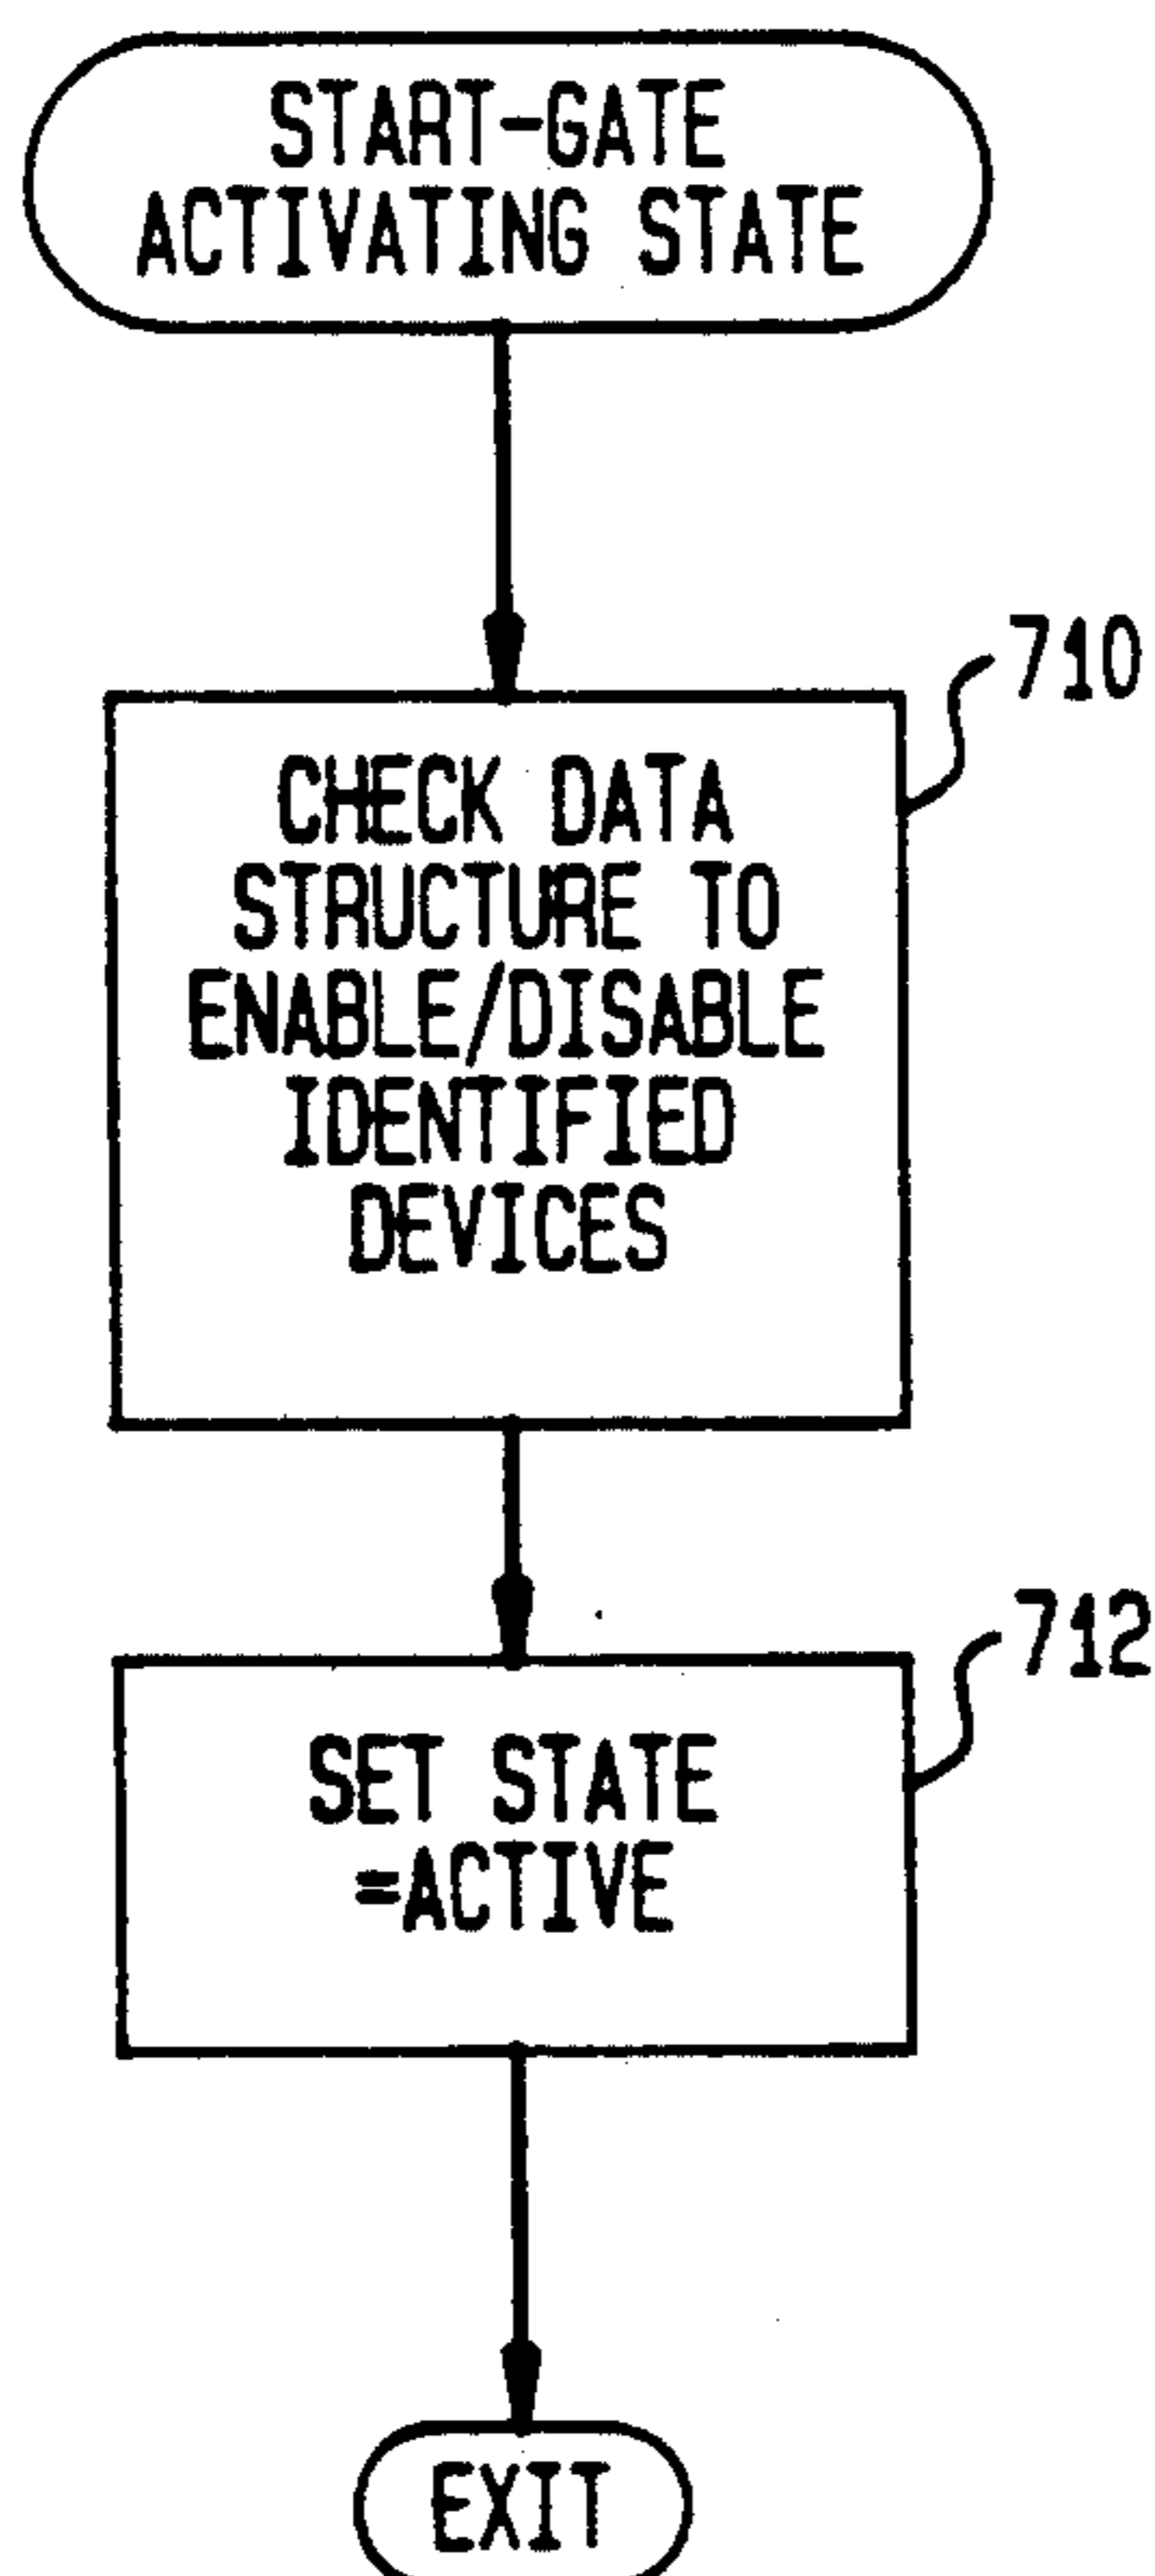 START-GATE
ACTIVATING STATE
710
CHECK DATA
STRUCTURE TO
ENABLE/DISABLE
IDENTIFIED
DEVICES
712
SET STATE
=ACTIVE
EXIT